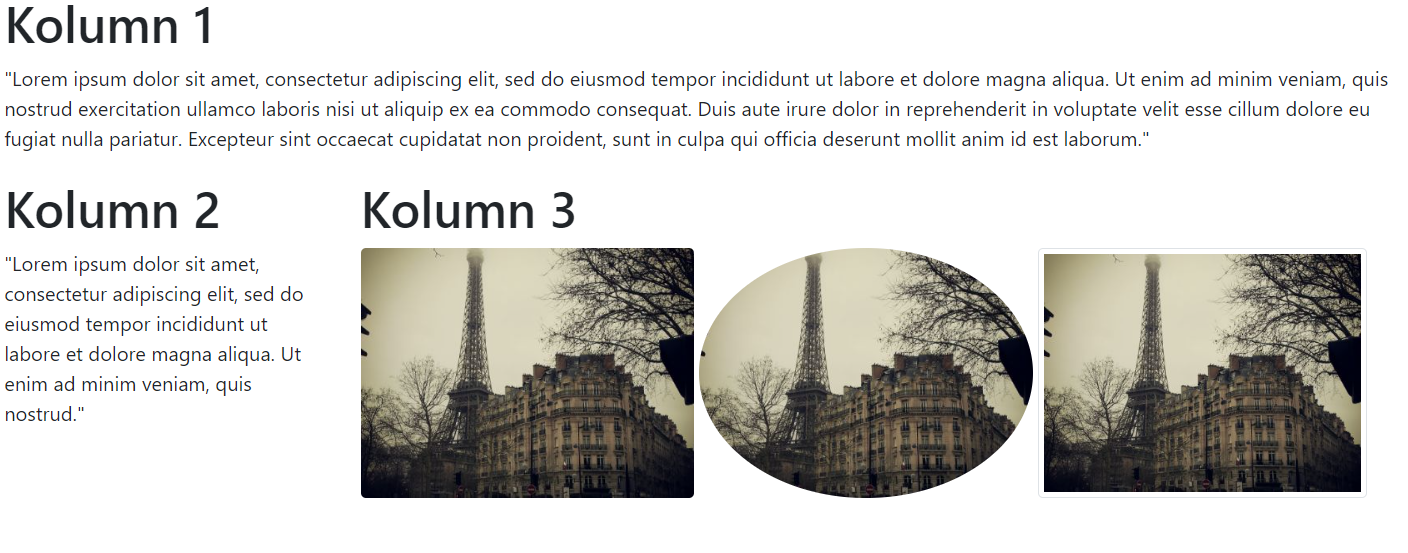 Kolumn 1
"Lorem ipsum dolor sit amet, consectetur adipiscing elit, sed do eiusmod tempor incididunt ut labore et dolore magna aliqua. Ut enim ad minim veniam, quis
nostrud exercitation ullamco laboris nisi ut aliquip ex ea commodo consequat. Duis aute irure dolor in reprehenderit in voluptate velit esse cillum dolore eu
fugiat nulla pariatur. Excepteur sint occaecat cupidatat non proident, sunt in culpa qui officia deserunt mollit anim id est laborum."
Kolumn 2
"Lorem ipsum dolor sit amet,
consectetur adipiscing elit, sed do
eiusmod tempor incididunt ut
labore et dolore magna aliqua. Ut
enim ad minim veniam, quis
nostrud."
Kolumn 3